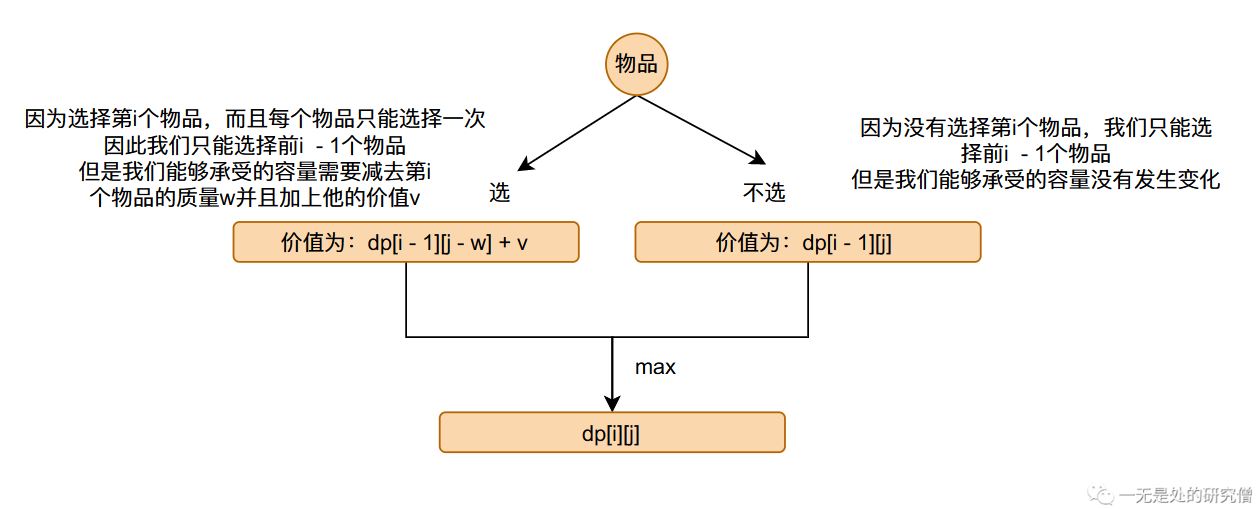 物品
因为选择第i个物品，而且每个物品只能选择一次
因此我们只能选择前i - 1个物品
但是我们能够承受的容量需要减去第i
个物品的质量w并且加上他的价值v
因为没有选择第i个物品，我们只能选
择前i - 1个物品
但是我们能够承受的容量没有发生变化
选
不选
价值为：dp[i - 1][j - w] + v
价值为：dp[i - 1][j]
max
dp[i][j]
一无是处的研究僧